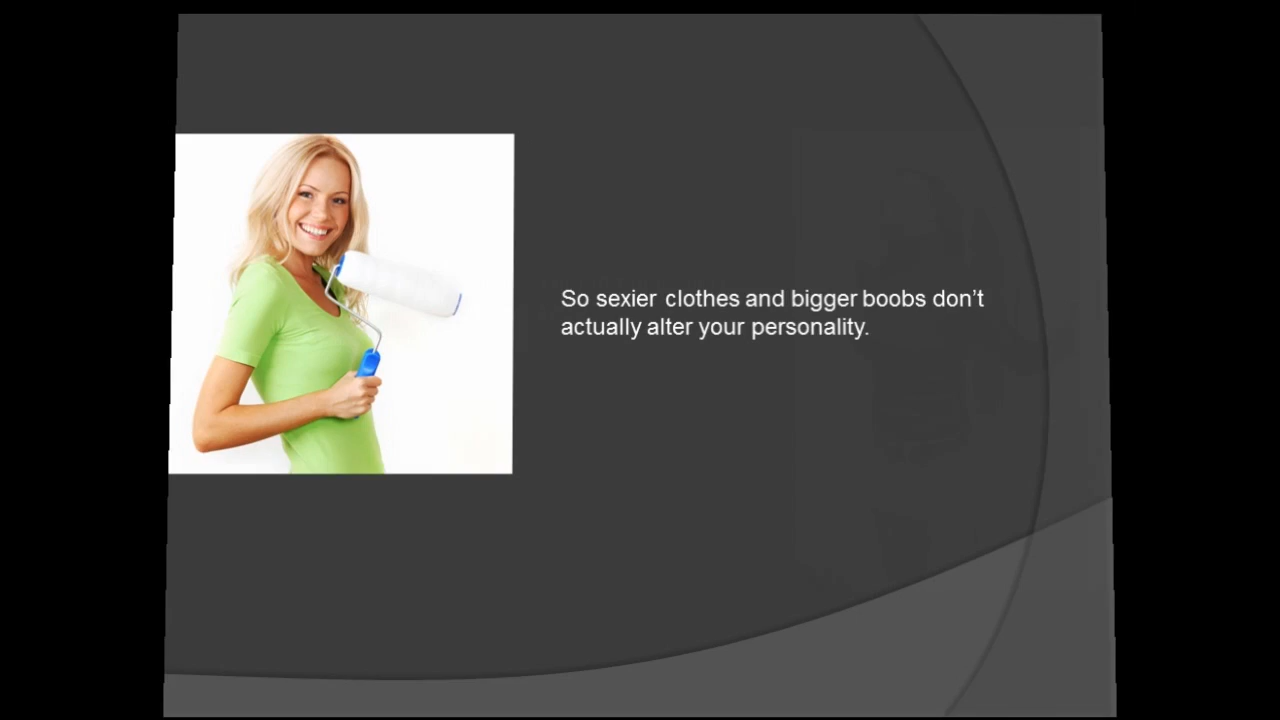 So sexier clothes and bigger boobs don’t
actually alter your personality.